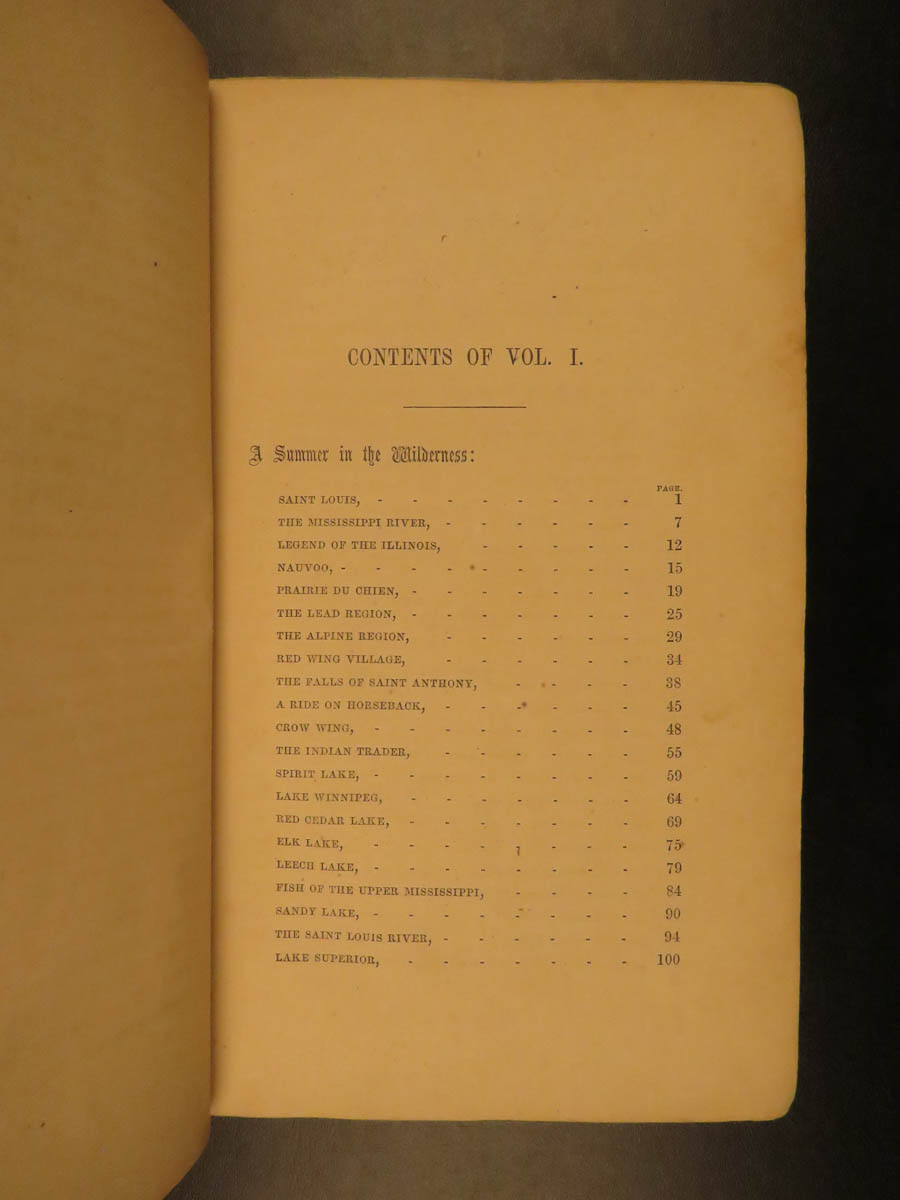 CONTENTS OF VOL. I.
A Summer in the Wilderness:
PAGE.
SAINT LOUIS, - - - - - - - - 1
THE MISSISSIPPI RIVER, - - - - - - 7
LEGEND OF THE ILLINOIS, - - - - - 12
NAUVOO, - - - - - - - - - 15
PRAIRIE DU CHIEN, - - - - - - - 19
THE LEAD REGION, - - - - - - - 25
THE ALPINE REGION, - - - - - - 29
RED WING VILLAGE, - - - - - - 34
THE FALLS OF SAINT ANTHONY, - - - - 38
A RIDE ON HORSEBACK, - - - - - - 45
CROW WING, - - - - - - - - 48
THE INDIAN TRADER, - - - - - - 55
SPIRIT LAKE, - - - - - - - - 59
LAKE WINNIPEG, - - - - - - - 64
RED CEDAR LAKE, - - - - - - - 69
ELK LAKE, - - - - - - - - 75
LEECH LAKE, - - - - - - - - 79
FISH OF THE UPPER MISSISSIPPI, - - - - 84
SANDY LAKE, - - - - - - - - 90
THE SAINT LOUIS RIVER, - - - - - - 94
LAKE SUPERIOR, - - - - - - - 100